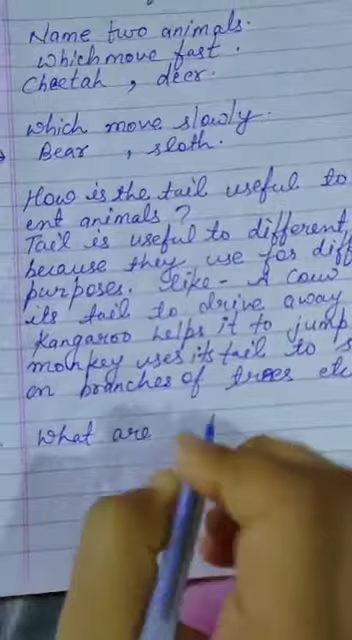 Name two animals.
which move fast.
Cheetah, deer.
which move slowly.
Bear, sloth.
How is the tail useful to
ent animals?
Tail is useful to different,
because they use for diff
purposes. like - A Cow
its tail to drive away
Kangaroo helps it to jump
monkey uses its tail to s
on branches of trees etc
What are